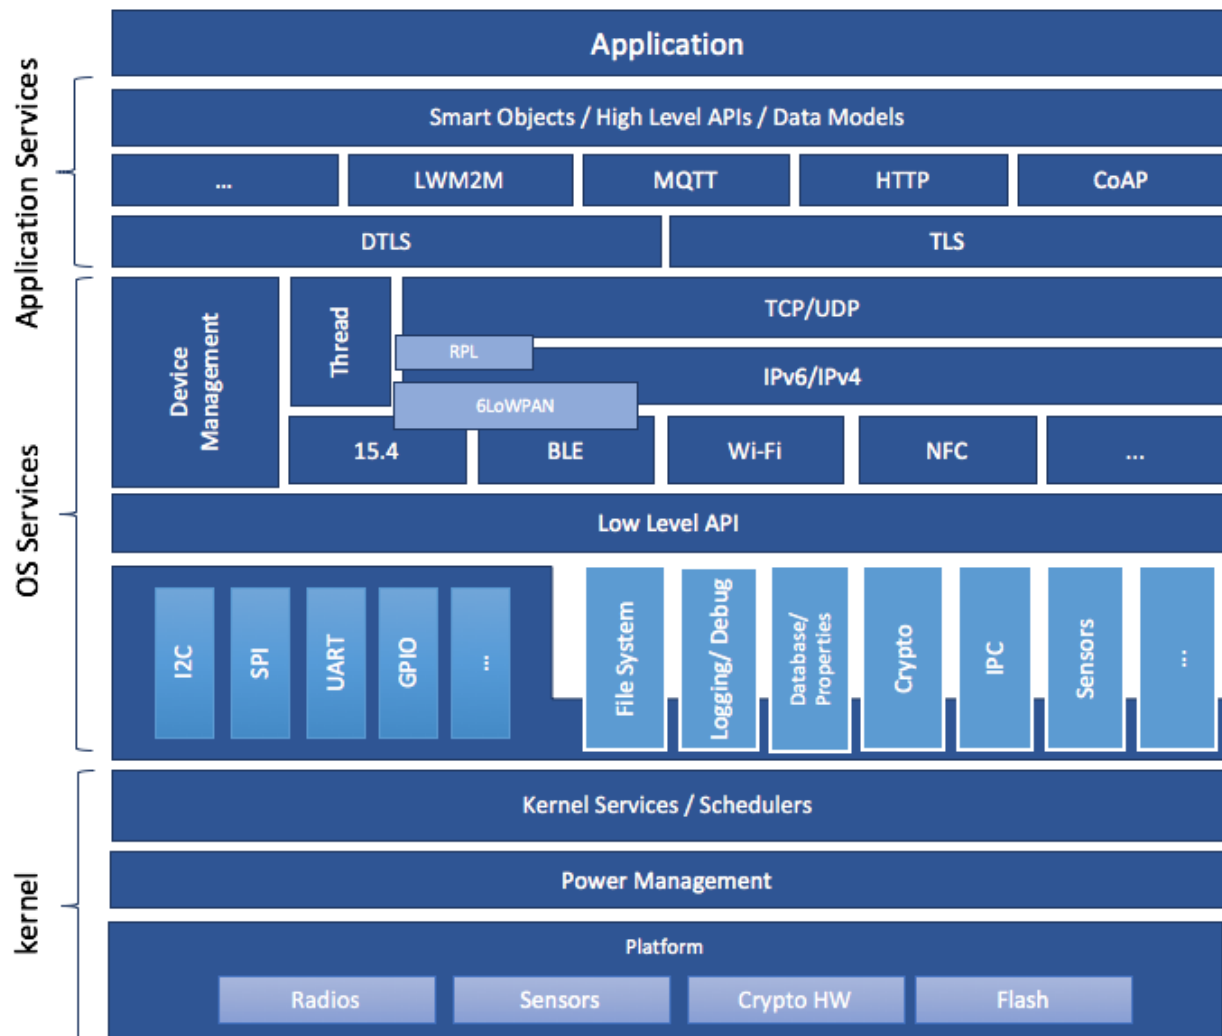 Application
Application Services
Smart Objects / High Level APIs / Data Models
...
LWM2M
MQTT
HTTP
CoAP
DTLS
TLS
OS Services
Device
Management
Thread
TCP/UDP
RPL
IPv6/IPv4
6LoWPAN
15.4
BLE
Wi-Fi
NFC
...
Low Level API
I2C
SPI
UART
GPIO
...
File System
Logging/ Debug
Database/
Properties
Crypto
IPC
Sensors
...
kernel
Kernel Services / Schedulers
Power Management
Platform
Radios
Sensors
Crypto HW
Flash